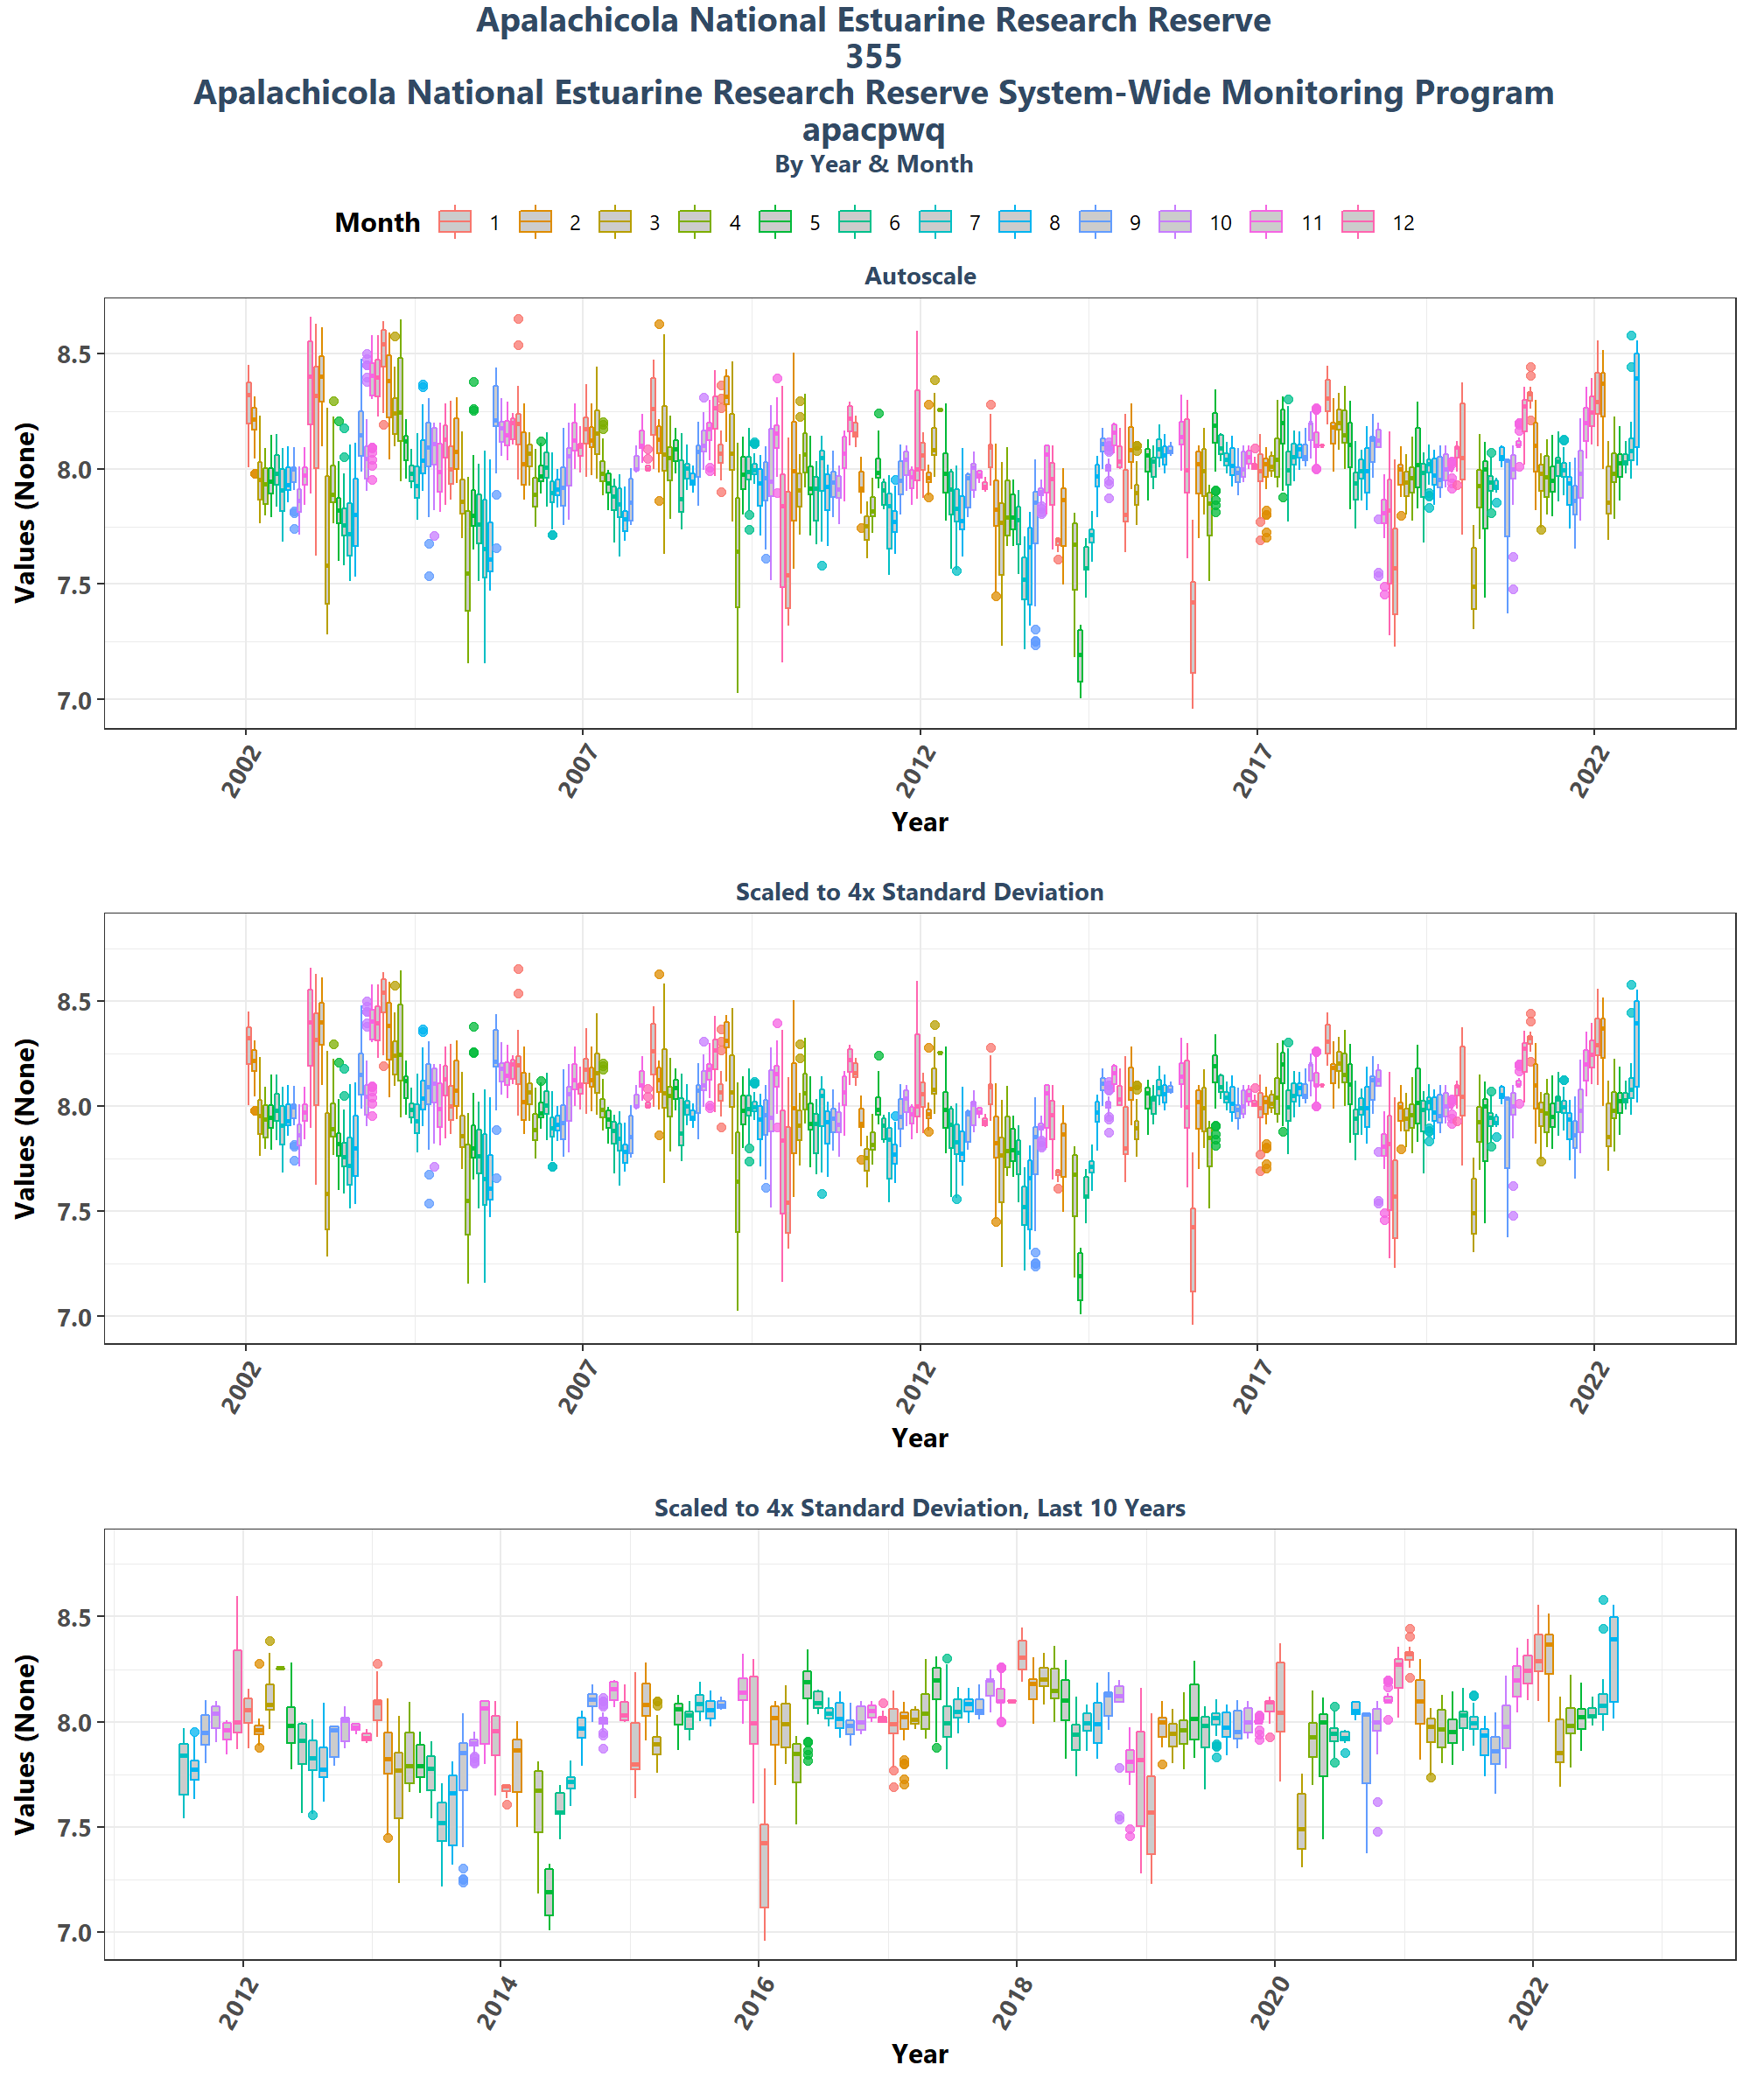 Apalachicola National Estuarine Research Reserve
355
Apalachicola National Estuarine Research Reserve System-Wide Monitoring Program
apacpwq
By Year & Month
Month 1 2 3 4 5 6 7 8 9 10 11 12
Autoscale
Values (None)
8.5
8.0
7.5
7.0
2002 2007 2012 2017 2022
Year
Scaled to 4x Standard Deviation
Values (None)
8.5
8.0
7.5
7.0
2002 2007 2012 2017 2022
Year
Scaled to 4x Standard Deviation, Last 10 Years
Values (None)
8.5
8.0
7.5
7.0
2012 2014 2016 2018 2020 2022
Year